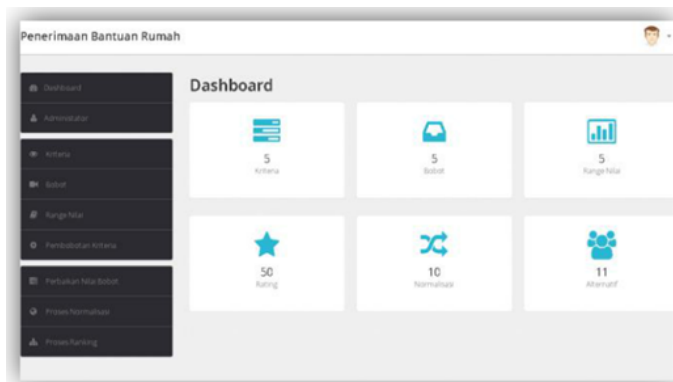 Penerimaan Bantuan Rumah
Dashboard
Administrator
Kriteria
Bobot
Range Nilai
Pembobotan Kriteria
Perbaikan Nilai Bobot
Proses Normalisasi
Proses Ranking
Dashboard
5
Kriteria
5
Bobot
5
Range Nilai
50
Rating
10
Normalisasi
11
Alternatif